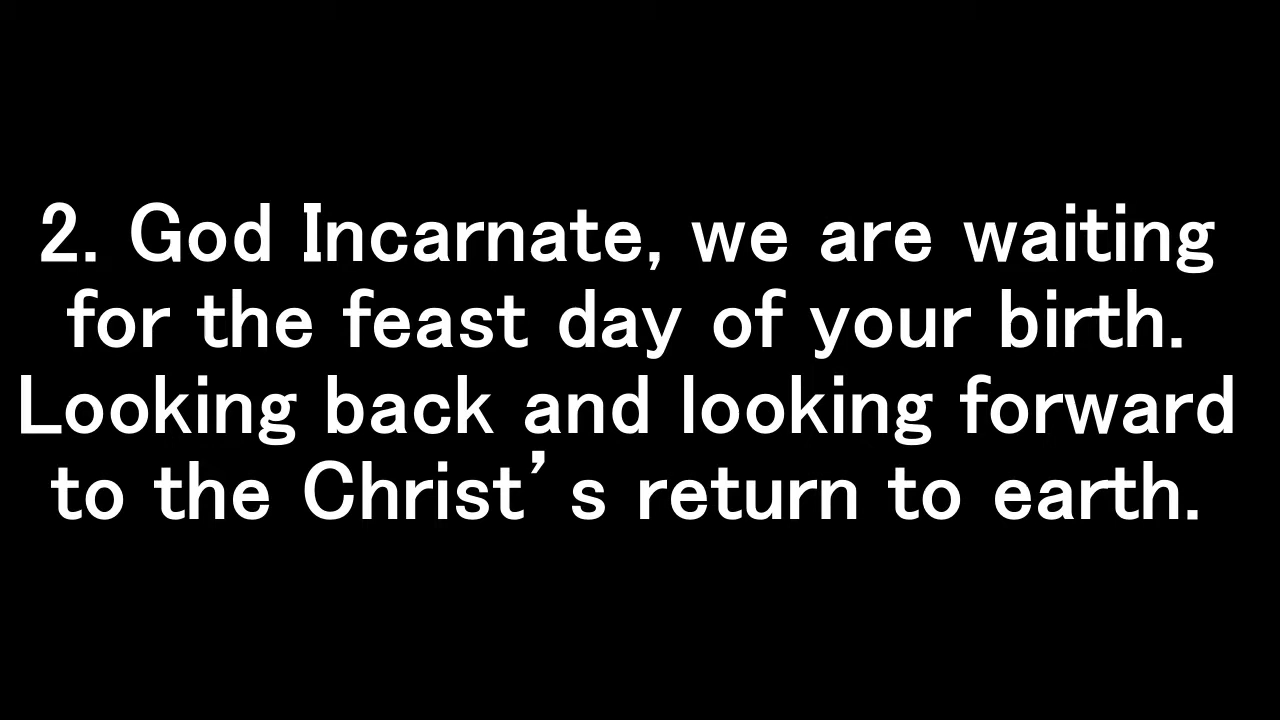 2. God Incarnate, we are waiting
for the feast day of your birth.
Looking back and looking forward
to the Christ’s return to earth.